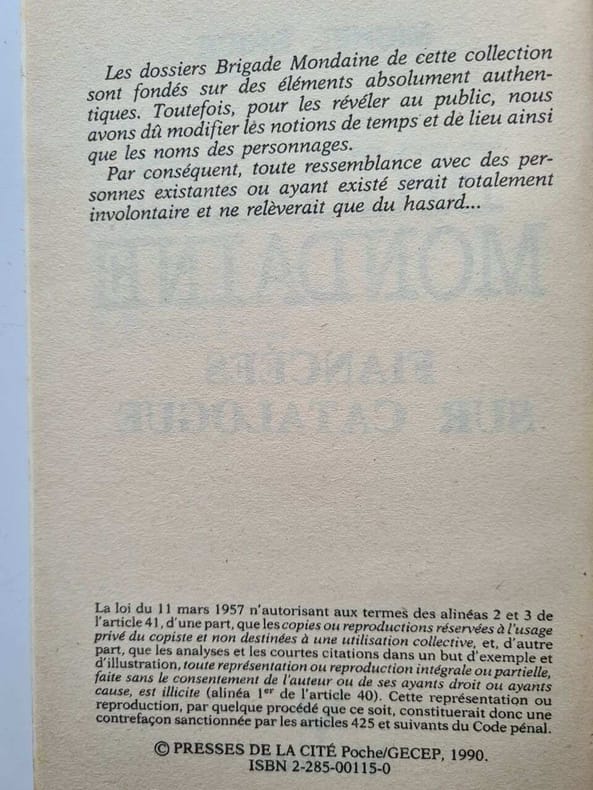 Les dossiers Brigade Mondaine de cette collection
sont fondés sur des éléments absolument authen-
tiques. Toutefois, pour les révéler au public, nous
avons dû modifier les notions de temps et de lieu ainsi
que les noms des personnages.
Par conséquent, toute ressemblance avec des per-
sonnes existantes ou ayant existé serait totalement
involontaire et ne relèverait que du hasard...
MONDAINE
FIANCÉES
SUR CATALOGUE
La loi du 11 mars 1957 n'autorisant aux termes des alinéas 2 et 3 de
l'article 41, d'une part, que les copies ou reproductions réservées à l'usage
privé du copiste et non destinées à une utilisation collective, et, d'autre
part, que les analyses et les courtes citations dans un but d'exemple et
d'illustration, toute représentation ou reproduction intégrale ou partielle,
faite sans le consentement de l'auteur ou de ses ayants droit ou ayants
cause, est illicite (alinéa 1er de l'article 40). Cette représentation ou
reproduction, par quelque procédé que ce soit, constituerait donc une
contrefaçon sanctionnée par les articles 425 et suivants du Code pénal.
© PRESSES DE LA CITÉ Poche/GECEP, 1990.
ISBN 2-285-00115-0